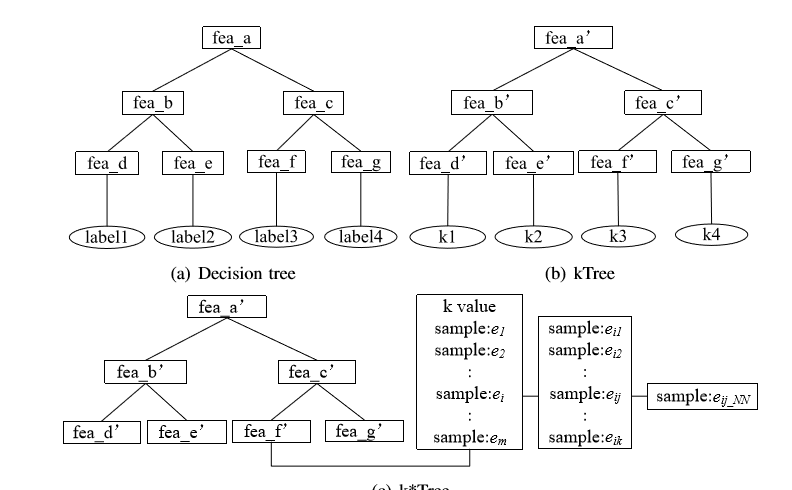 fea_a
fea_b fea_c
fea_d fea_e fea_f fea_g
label1 label2 label3 label4
(a) Decision tree
fea_a’
fea_b’ fea_c’
fea_d’ fea_e’ fea_f’ fea_g’
k1 k2 k3 k4
(b) kTree
fea_a’
fea_b’ fea_c’
fea_d’ fea_e’ fea_f’ fea_g’
k value
sample:e1
sample:e2
:
sample:ei
:
sample:em
sample:ei1
sample:ei2
:
sample:eij
:
sample:eik
sample:eij_NN
(c) k*Tree